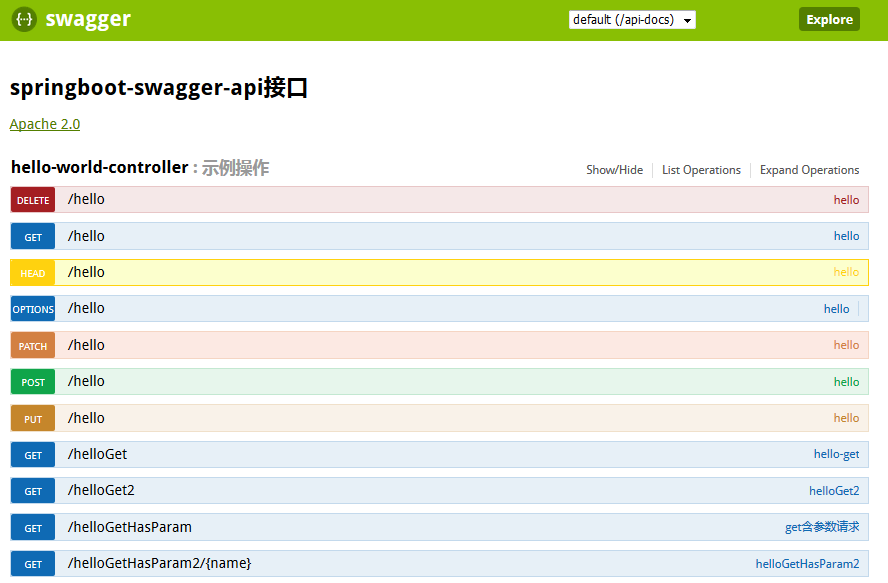 {··} swagger default (/api-docs) Explore
springboot-swagger-api接口
Apache 2.0
hello-world-controller : 示例操作 Show/Hide List Operations Expand Operations
DELETE /hello hello
GET /hello hello
HEAD /hello hello
OPTIONS /hello hello
PATCH /hello hello
POST /hello hello
PUT /hello hello
GET /helloGet hello-get
GET /helloGet2 helloGet2
GET /helloGetHasParam get含参数请求
GET /helloGetHasParam2/{name} helloGetHasParam2